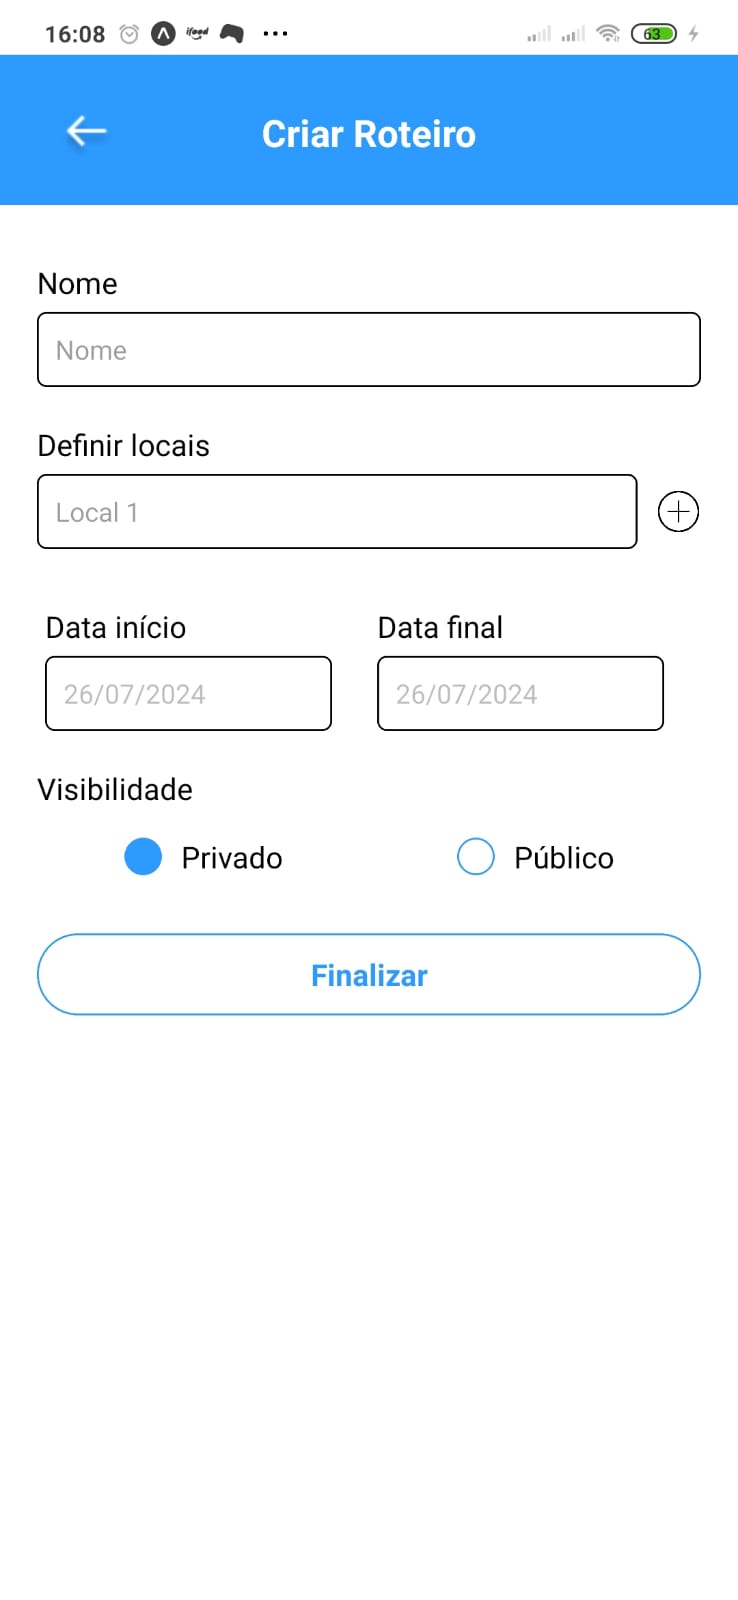 16:08 ifood 63
Criar Roteiro
Nome
Nome
Definir locais
Local 1
Data início Data final
26/07/2024 26/07/2024
Visibilidade
Privado Público
Finalizar